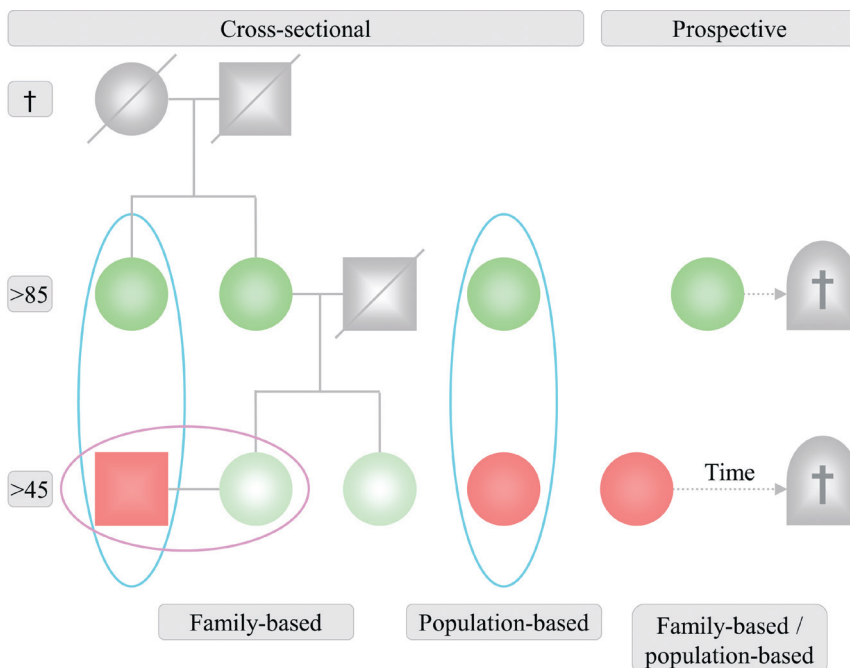 Cross-sectional
Prospective
†
>85
†
>45
Time
†
Family-based
Population-based
Family-based /
population-based